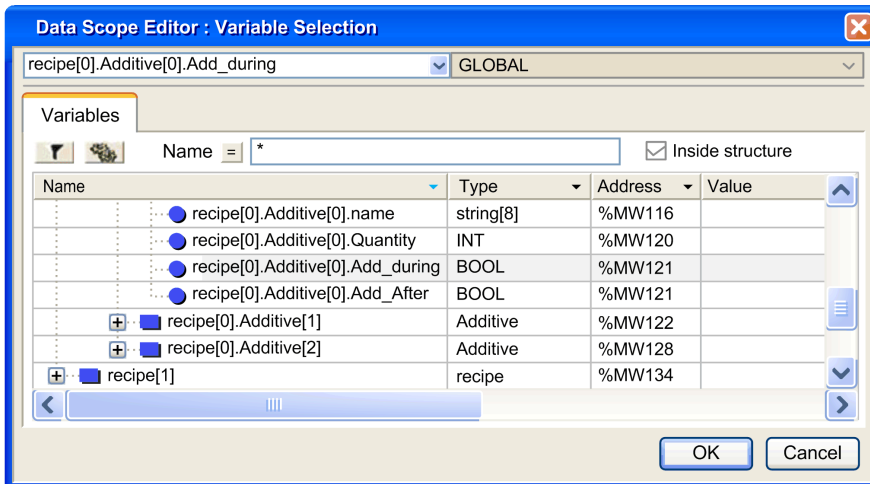 Data Scope Editor : Variable Selection
recipe[0].Additive[0].Add_during GLOBAL
Variables
Name = * Inside structure
Name Type Address Value
recipe[0].Additive[0].name string[8] %MW116
recipe[0].Additive[0].Quantity INT %MW120
recipe[0].Additive[0].Add_during BOOL %MW121
recipe[0].Additive[0].Add_After BOOL %MW121
recipe[0].Additive[1] Additive %MW122
recipe[0].Additive[2] Additive %MW128
recipe[1] recipe %MW134
OK Cancel